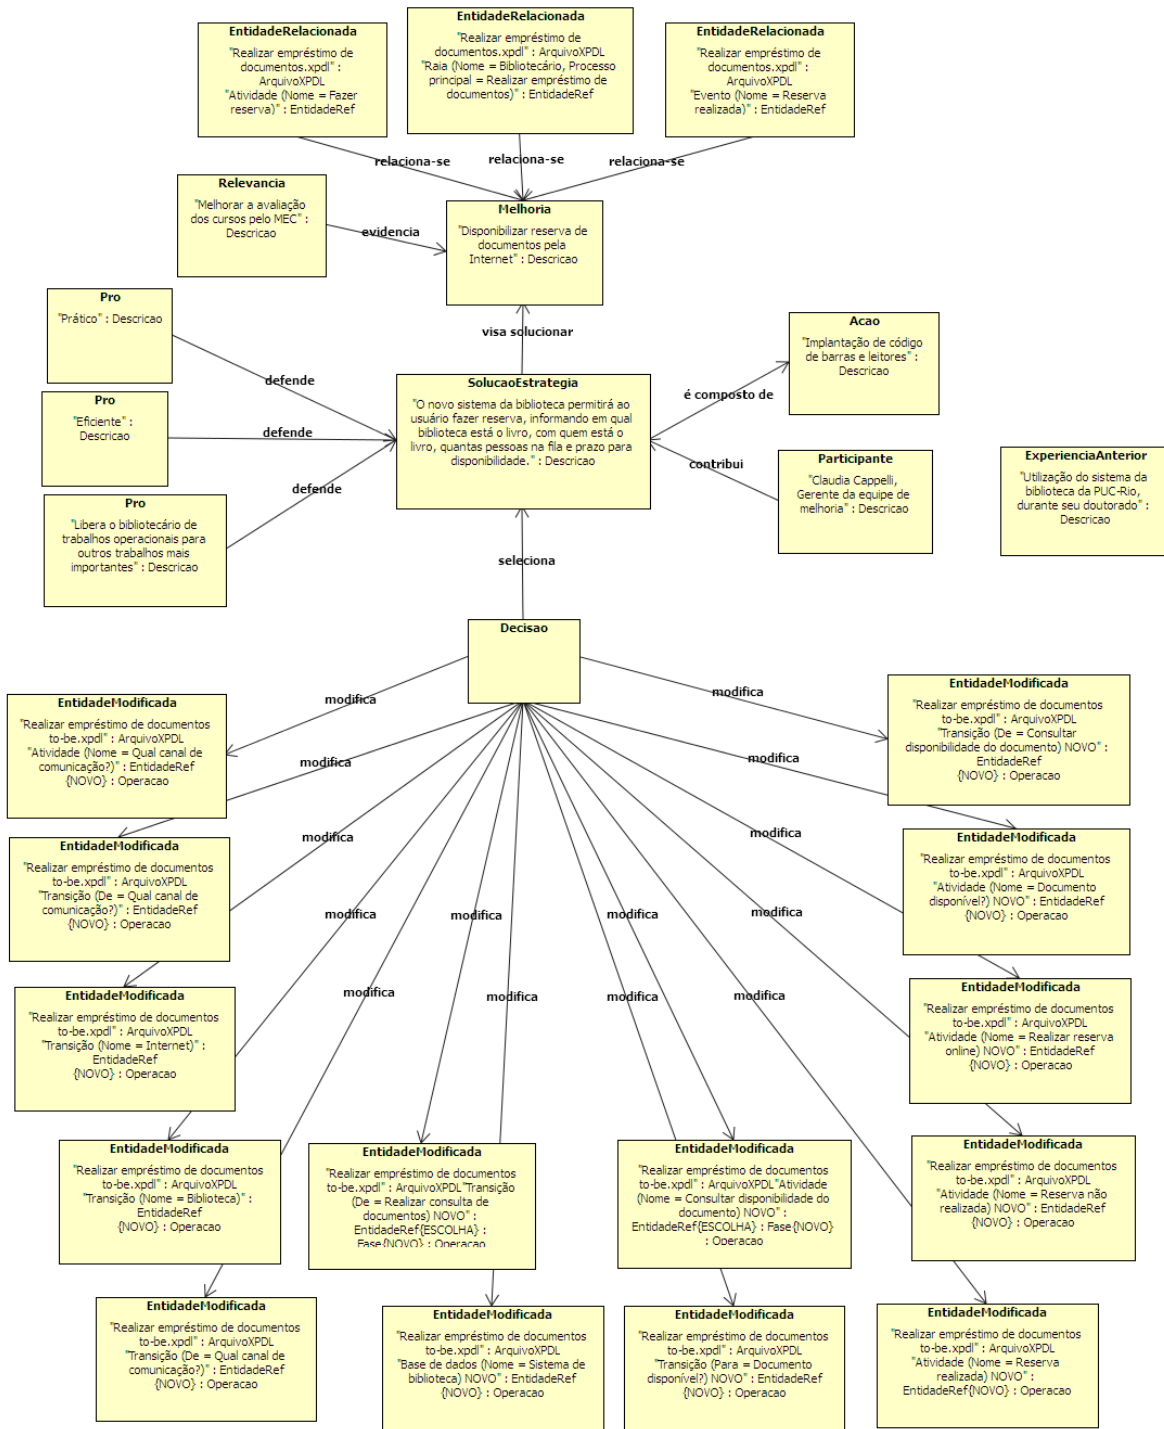 EntidadeRelacionada
"Realizar empréstimo de
documentos.xpdl" :
ArquivoXPDL
"Atividade (Nome = Fazer
reserva)" : EntidadeRef
EntidadeRelacionada
"Realizar empréstimo de
documentos.xpdl" : ArquivoXPDL
"Raia (Nome = Bibliotecário, Processo
principal = Realizar empréstimo de
documentos)" : EntidadeRef
EntidadeRelacionada
"Realizar empréstimo de
documentos.xpdl" :
ArquivoXPDL
"Evento (Nome = Reserva
realizada)" : EntidadeRef
relaciona-se
relaciona-se
relaciona-se
Relevancia
"Melhorar a avaliação
dos cursos pelo MEC" :
Descricao
evidencia
Melhoria
"Disponibilizar reserva de
documentos pela
Internet" : Descricao
visa solucionar
Pro
"Prático" : Descricao
defende
Pro
"Eficiente" :
Descricao
defende
Pro
"Libera o bibliotecário de
trabalhos operacionais para
outros trabalhos mais
importantes" : Descricao
defende
SolucaoEstrategia
"O novo sistema da biblioteca permitirá ao
usuário fazer reserva, informando em qual
biblioteca está o livro, com quem está o
livro, quantas pessoas na fila e prazo para
disponibilidade." : Descricao
Acao
"Implantação de código
de barras e leitores" :
Descricao
é composto de
contribui
Participante
"Claudia Cappelli,
Gerente da equipe de
melhoria" : Descricao
ExperienciaAnterior
"Utilização do sistema da
biblioteca da PUC-Rio,
durante seu doutorado" :
Descricao
seleciona
Decisao
modifica
modifica
modifica
modifica
modifica
modifica
modifica
modifica
modifica
modifica
modifica
modifica
modifica
EntidadeModificada
"Realizar empréstimo de documentos
to-be.xpdl" : ArquivoXPDL
"Atividade (Nome = Qual canal de
comunicação?)" : EntidadeRef
{NOVO} : Operacao
EntidadeModificada
"Realizar empréstimo de documentos
to-be.xpdl" : ArquivoXPDL
"Transição (De = Consultar
disponibilidade do documento) NOVO" :
EntidadeRef
{NOVO} : Operacao
EntidadeModificada
"Realizar empréstimo de documentos
to-be.xpdl" : ArquivoXPDL
"Transição (De = Qual canal de
comunicação?)" : EntidadeRef
{NOVO} : Operacao
EntidadeModificada
"Realizar empréstimo de documentos
to-be.xpdl" : ArquivoXPDL
"Atividade (Nome = Documento
disponível?) NOVO" : EntidadeRef
{NOVO} : Operacao
EntidadeModificada
"Realizar empréstimo de documentos
to-be.xpdl" : ArquivoXPDL
"Transição (Nome = Internet)" :
EntidadeRef
{NOVO} : Operacao
EntidadeModificada
"Realizar empréstimo de documentos
to-be.xpdl" : ArquivoXPDL
"Atividade (Nome = Realizar reserva
online) NOVO" : EntidadeRef
{NOVO} : Operacao
EntidadeModificada
"Realizar empréstimo de documentos
to-be.xpdl" : ArquivoXPDL
"Transição (Nome = Biblioteca)" :
EntidadeRef
{NOVO} : Operacao
EntidadeModificada
"Realizar empréstimo de documentos
to-be.xpdl" : ArquivoXPDL"Transição
(De = Realizar consulta de
documentos) NOVO" :
EntidadeRef{ESCOLHA} :
Fase{NOVO} : Operacao
EntidadeModificada
"Realizar empréstimo de documentos
to-be.xpdl" : ArquivoXPDL"Atividade
(Nome = Consultar disponibilidade do
documento) NOVO" :
EntidadeRef{ESCOLHA} : Fase{NOVO}
: Operacao
EntidadeModificada
"Realizar empréstimo de documentos
to-be.xpdl" : ArquivoXPDL
"Atividade (Nome = Reserva não
realizada) NOVO" : EntidadeRef
{NOVO} : Operacao
EntidadeModificada
"Realizar empréstimo de documentos
to-be.xpdl" : ArquivoXPDL
"Transição (De = Qual canal de
comunicação?)" : EntidadeRef
{NOVO} : Operacao
EntidadeModificada
"Realizar empréstimo de documentos
to-be.xpdl" : ArquivoXPDL
"Base de dados (Nome = Sistema de
biblioteca) NOVO" : EntidadeRef
{NOVO} : Operacao
EntidadeModificada
"Realizar empréstimo de documentos
to-be.xpdl" : ArquivoXPDL
"Transição (Para = Documento
disponível?) NOVO" : EntidadeRef
{NOVO} : Operacao
EntidadeModificada
"Realizar empréstimo de documentos
to-be.xpdl" : ArquivoXPDL
"Atividade (Nome = Reserva
realizada) NOVO" :
EntidadeRef{NOVO} : Operacao